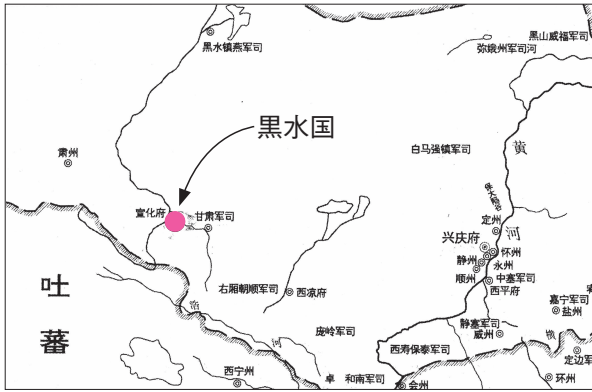 黑水镇燕军司
黑山威福军司
弥娥州军司河
黒水国
肃州
白马强镇军司
黄
宣化府
甘肃军司
定州
兴庆府
河
怀州
静州
永州
顺州
中塞军司
西平府
右厢朝顺军司
西凉府
吐
蕃
浩
河
嘉宁军司
盐州
静塞军司
威州
庞岭军司
西寿保泰军司
定边军
西宁州
卓
和南军司
会州
环州